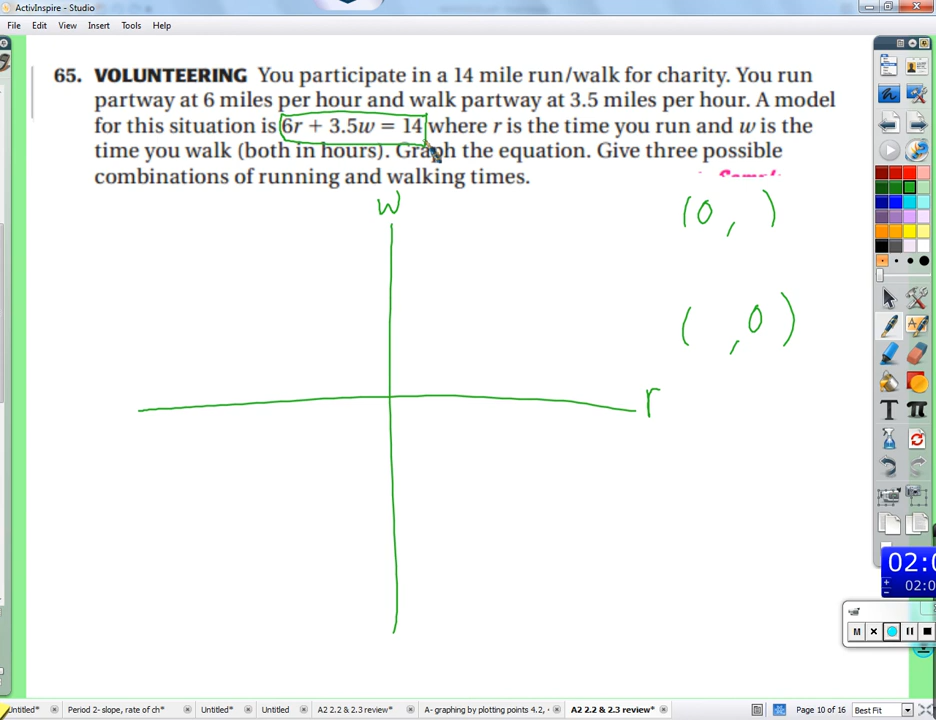 ActivInspire - Studio
File Edit View Insert Tools Help
65. VOLUNTEERING You participate in a 14 mile run/walk for charity. You run
partway at 6 miles per hour and walk partway at 3.5 miles per hour. A model
for this situation is 6r + 3.5w = 14 where r is the time you run and w is the
time you walk (both in hours). Graph the equation. Give three possible
combinations of running and walking times.
w
(0, )
( , 0)
r
02:0
02:0
M
Untitled* Period 2- slope, rate of ch* Untitled* Untitled A2 2.2 & 2.3 review* A- graphing by plotting points 4.2, · A2 2.2 & 2.3 review* Page 10 of 16 Best Fit